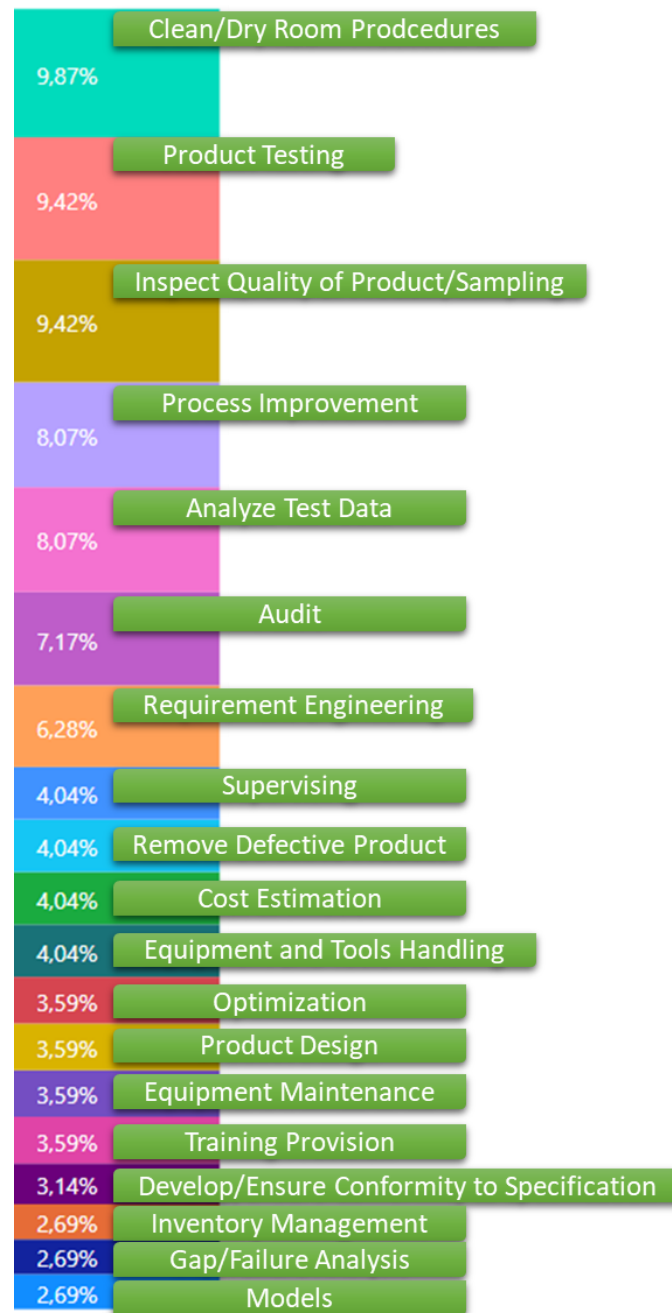 Clean/Dry Room Prodcedures
9,87%
Product Testing
9,42%
Inspect Quality of Product/Sampling
9,42%
Process Improvement
8,07%
Analyze Test Data
8,07%
Audit
7,17%
Requirement Engineering
6,28%
Supervising
4,04%
Remove Defective Product
4,04%
Cost Estimation
4,04%
Equipment and Tools Handling
4,04%
Optimization
3,59%
Product Design
3,59%
Equipment Maintenance
3,59%
Training Provision
3,59%
Develop/Ensure Conformity to Specification
3,14%
Inventory Management
2,69%
Gap/Failure Analysis
2,69%
Models
2,69%